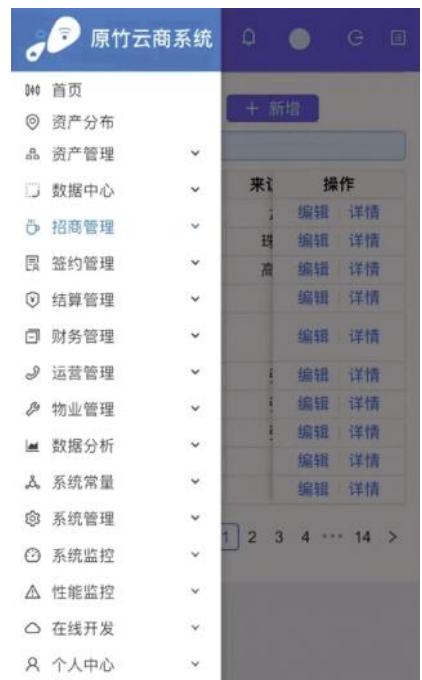 原竹云商系统
首页
资产分布
资产管理
数据中心
招商管理
签约管理
结算管理
财务管理
运营管理
物业管理
数据分析
系统常量
系统管理
系统监控
性能监控
在线开发
个人中心
+ 新增
操作
编辑 详情
编辑 详情
编辑 详情
编辑 详情
编辑 详情
编辑 详情
编辑 详情
编辑 详情
编辑 详情
编辑 详情
1 2 3 4 ··· 14 >